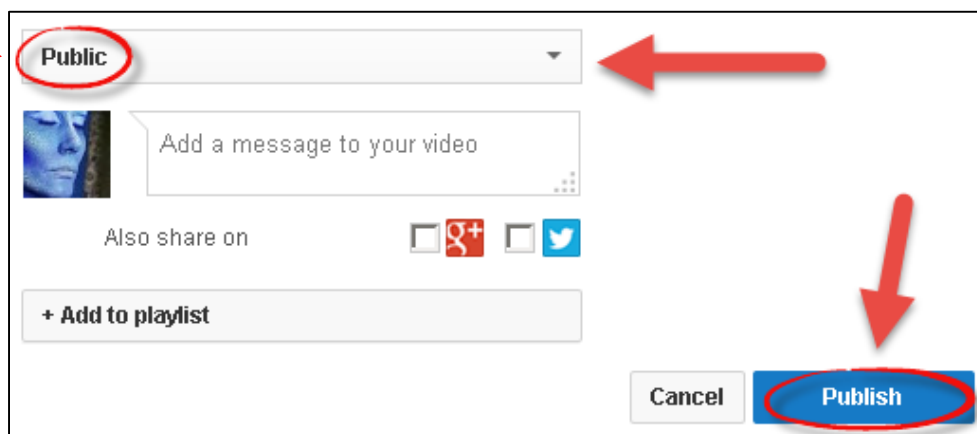 Public
Add a message to your video
Also share on
g+
+ Add to playlist
Cancel
Publish